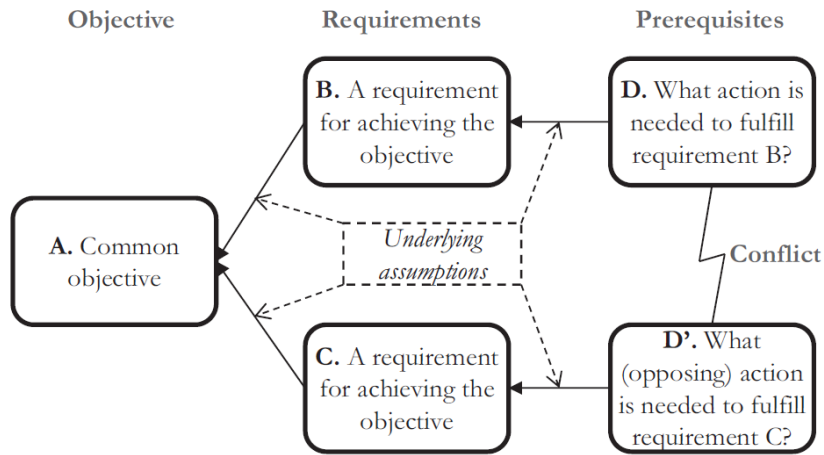 Objective
Requirements
Prerequisites
B. A requirement
for achieving the
objective
D. What action is
needed to fulfill
requirement B?
A. Common
objective
Underlying
assumptions
Conflict
C. A requirement
for achieving the
objective
D’. What
(opposing) action
is needed to fulfill
requirement C?